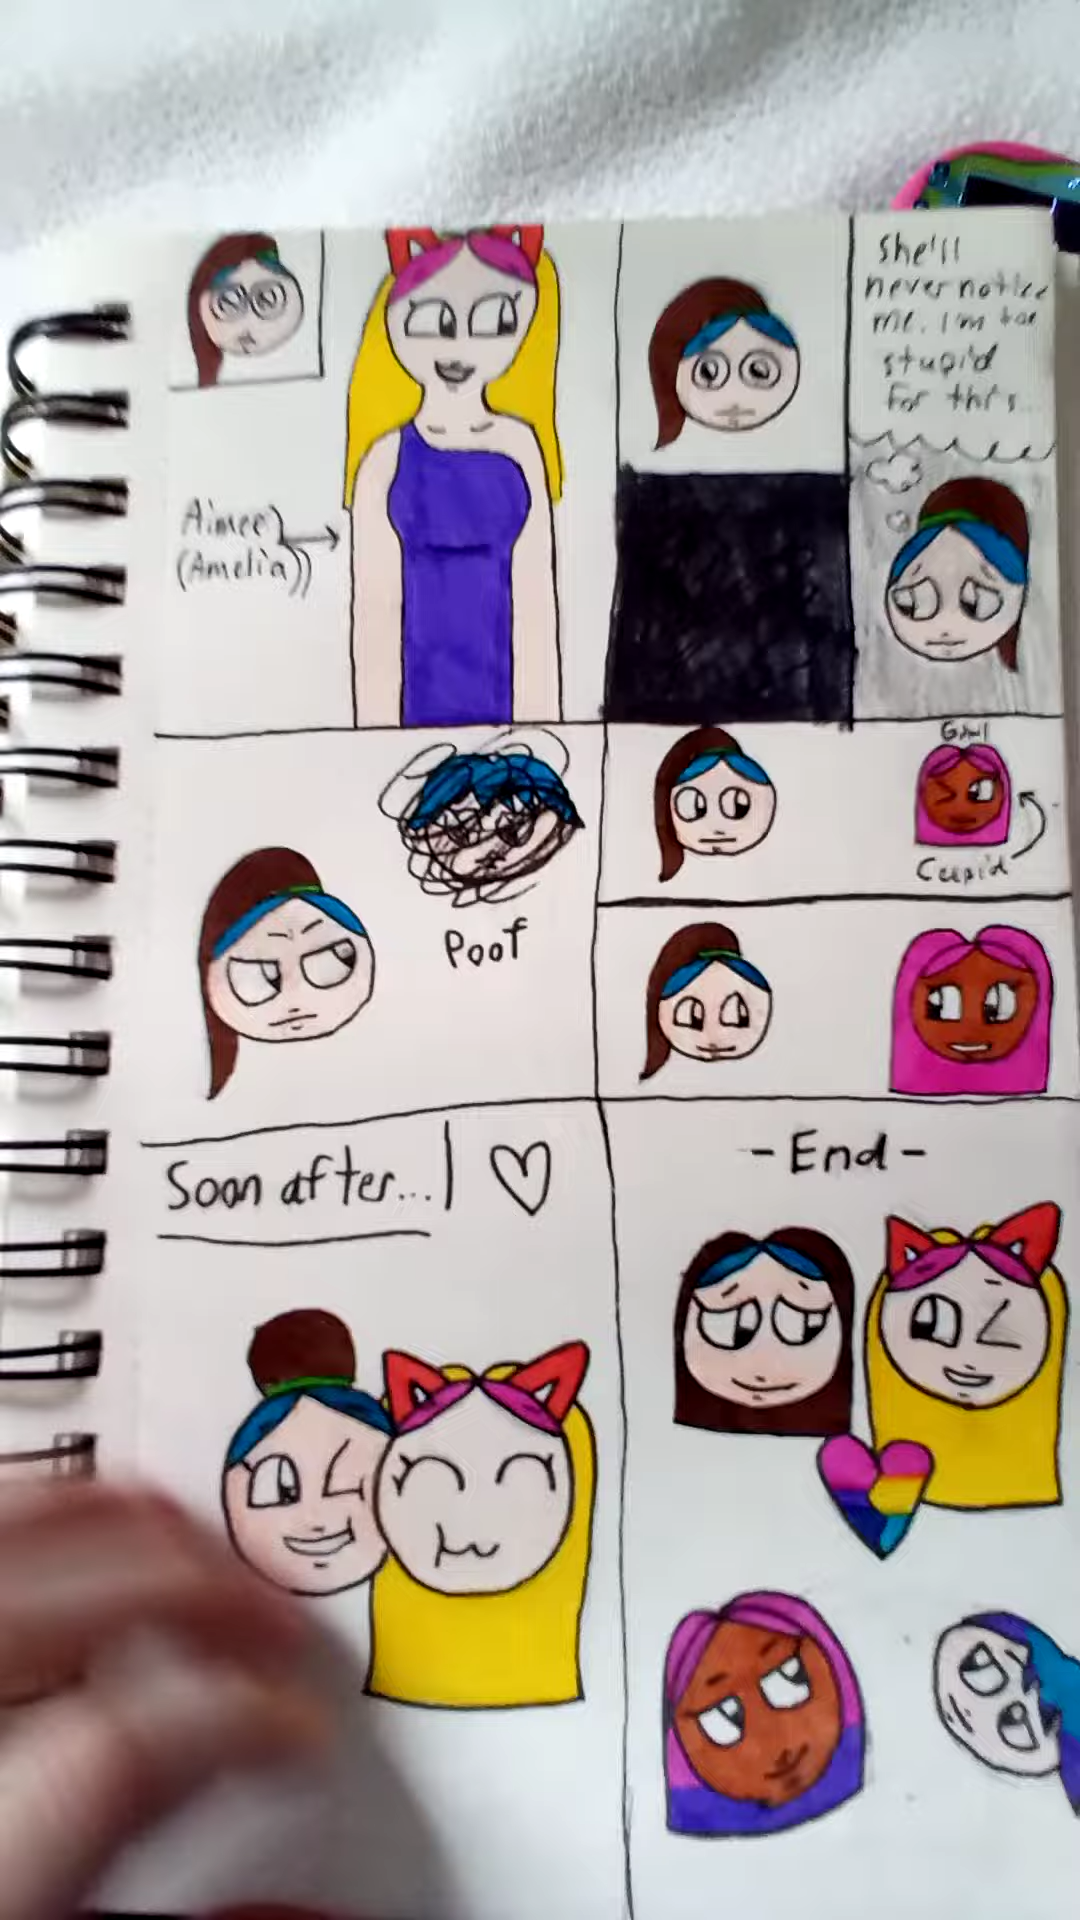 she'll
never notice
me. I'm too
stupid
for this...
Aimee
(Amelia)
Girl
Cupid
Poof
Soon after...
- End -